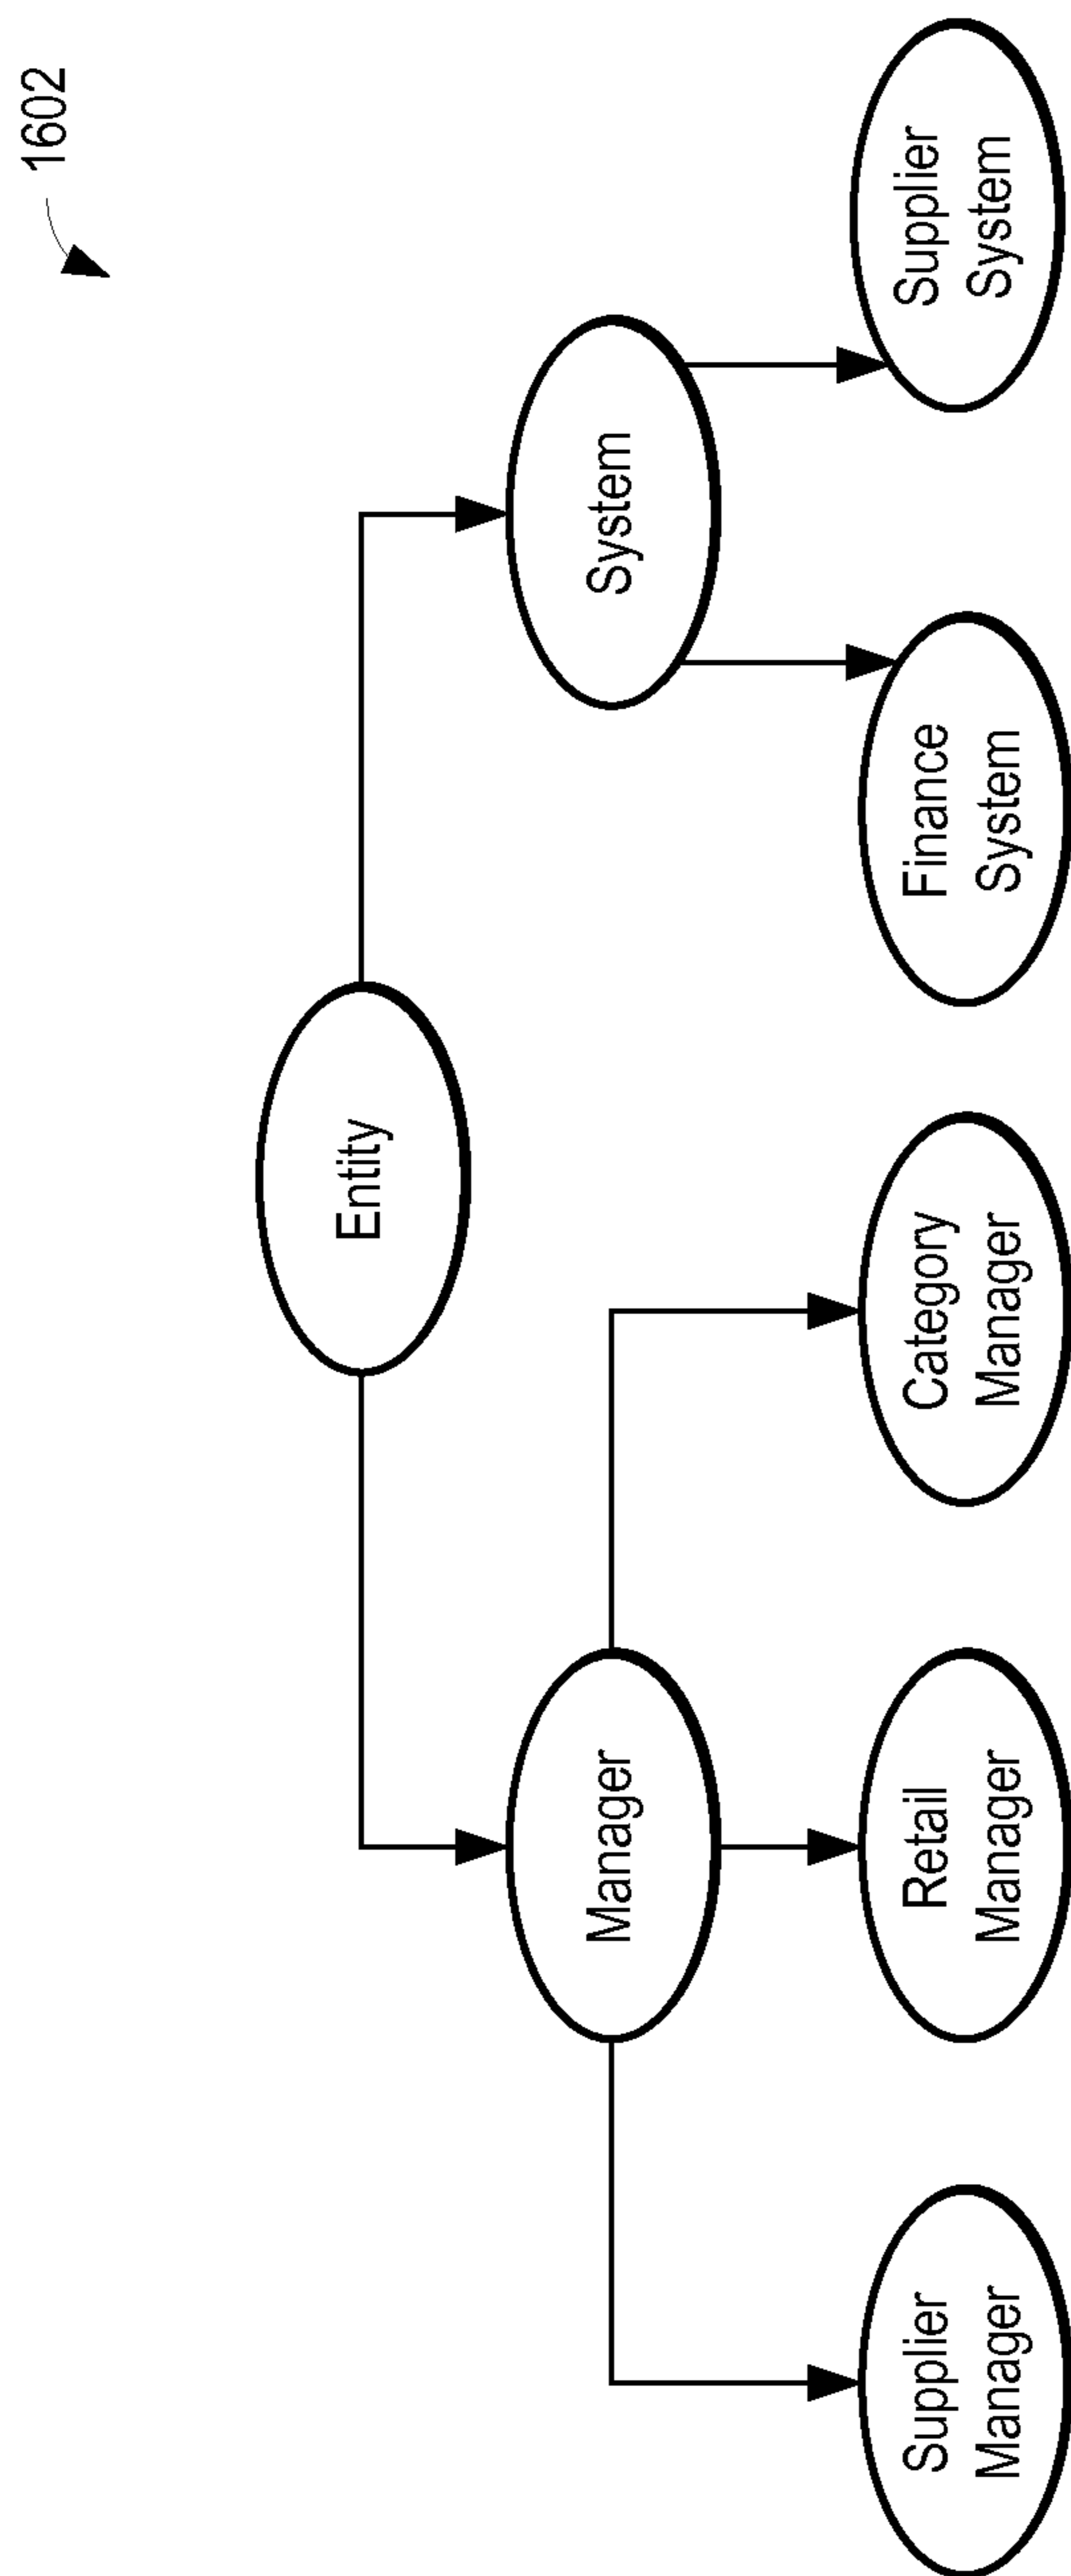 1602
Entity
Manager
System
Supplier
Manager
Retail
Manager
Category
Manager
Finance
System
Supplier
System